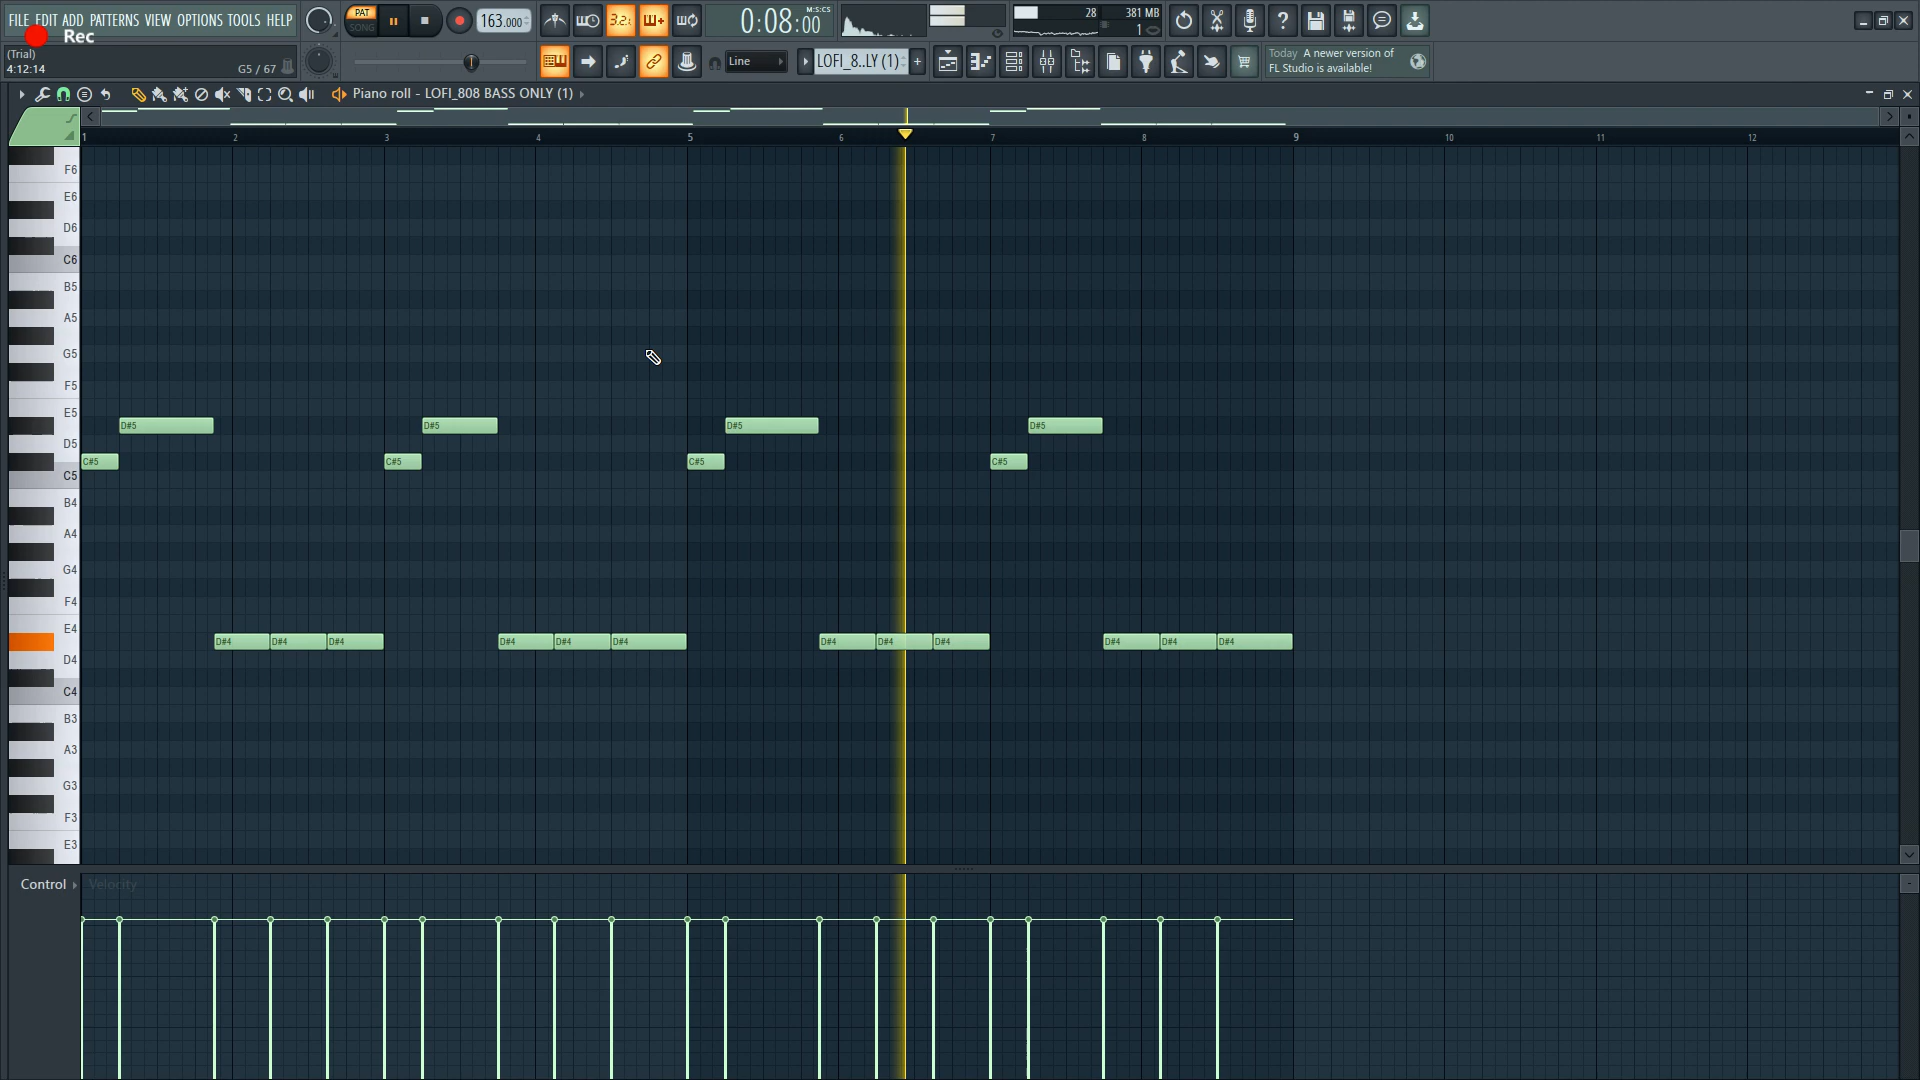 FILE EDIT ADD PATTERNS VIEW OPTIONS TOOLS HELP
Rec
(Trial)
4:12:14
G5 / 67
PAT
SONG
163.000
3.2.1
0:08:00
M:S:CS
28
381 MB
1
Line
LOFI_8..LY (1)
+
Today A newer version of
FL Studio is available!
Piano roll - LOFI_808 BASS ONLY (1)
1 2 3 4 5 6 7 8 9 10 11 12
F6
E6
D6
C6
B5
A5
G5
F5
E5
D#5 D#5 D#5 D#5
D5
C#5 C#5 C#5 C#5
C5
B4
A4
G4
F4
E4
D#4 D#4 D#4 D#4 D#4 D#4 D#4 D#4 D#4 D#4 D#4 D#4
D4
C4
B3
A3
G3
F3
E3
Control Velocity